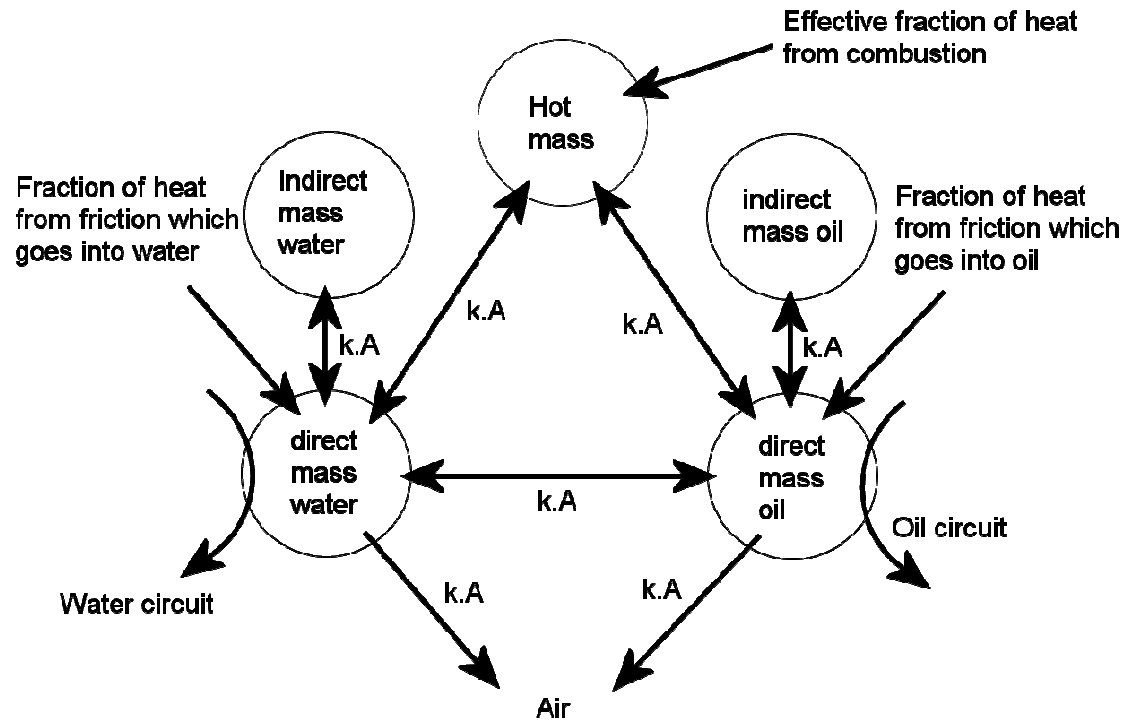 Effective fraction of heat
from combustion
Hot
mass
Fraction of heat
from friction which
goes into water
Indirect
mass
water
indirect
mass oil
Fraction of heat
from friction which
goes into oil
k.A
k.A
k.A
k.A
direct
mass
water
direct
mass
oil
k.A
Oil circuit
Water circuit
k.A
k.A
Air